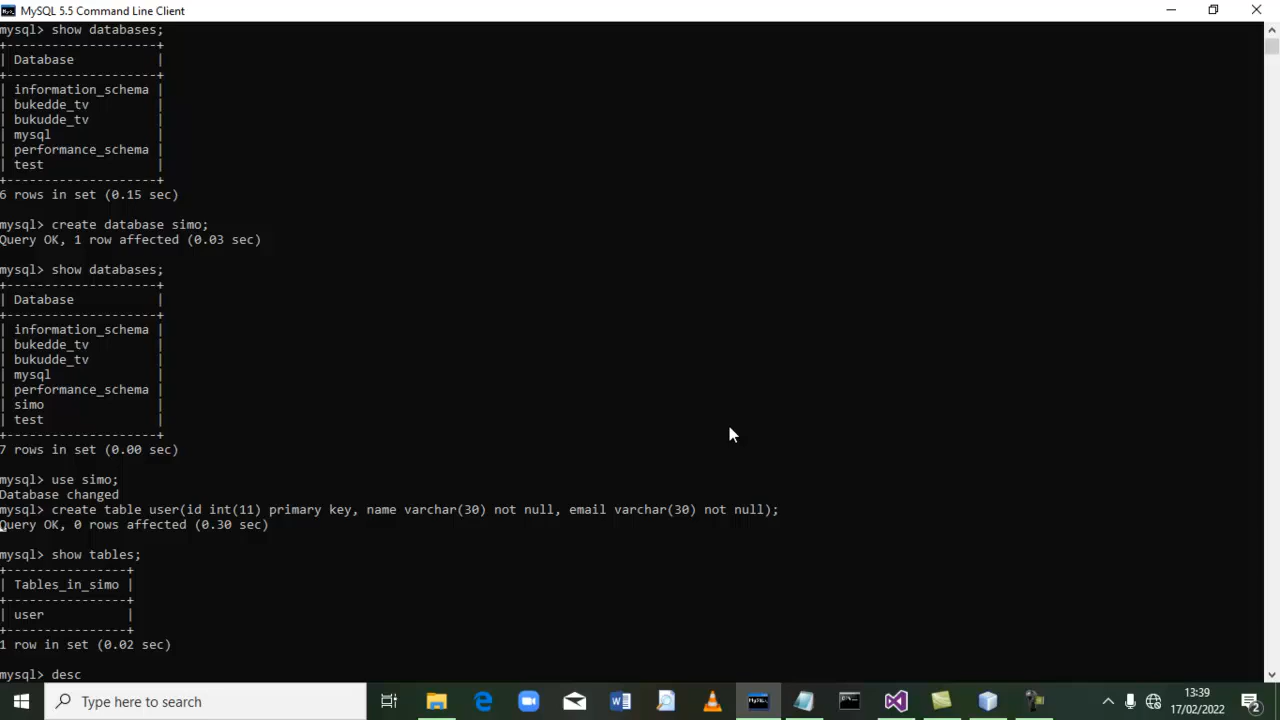 MySQL 5.5 Command Line Client
mysql> show databases;
+--------------------+
| Database           |
+--------------------+
| information_schema |
| bukedde_tv         |
| bukudde_tv         |
| mysql              |
| performance_schema |
| test               |
+--------------------+
6 rows in set (0.15 sec)
mysql> create database simo;
Query OK, 1 row affected (0.03 sec)
mysql> show databases;
+--------------------+
| Database           |
+--------------------+
| information_schema |
| bukedde_tv         |
| bukudde_tv         |
| mysql              |
| performance_schema |
| simo               |
| test               |
+--------------------+
7 rows in set (0.00 sec)
mysql> use simo;
Database changed
mysql> create table user(id int(11) primary key, name varchar(30) not null, email varchar(30) not null);
Query OK, 0 rows affected (0.30 sec)
mysql> show tables;
+----------------+
| Tables_in_simo |
+----------------+
| user           |
+----------------+
1 row in set (0.02 sec)
mysql> desc
Type here to search
13:39
17/02/2022
2